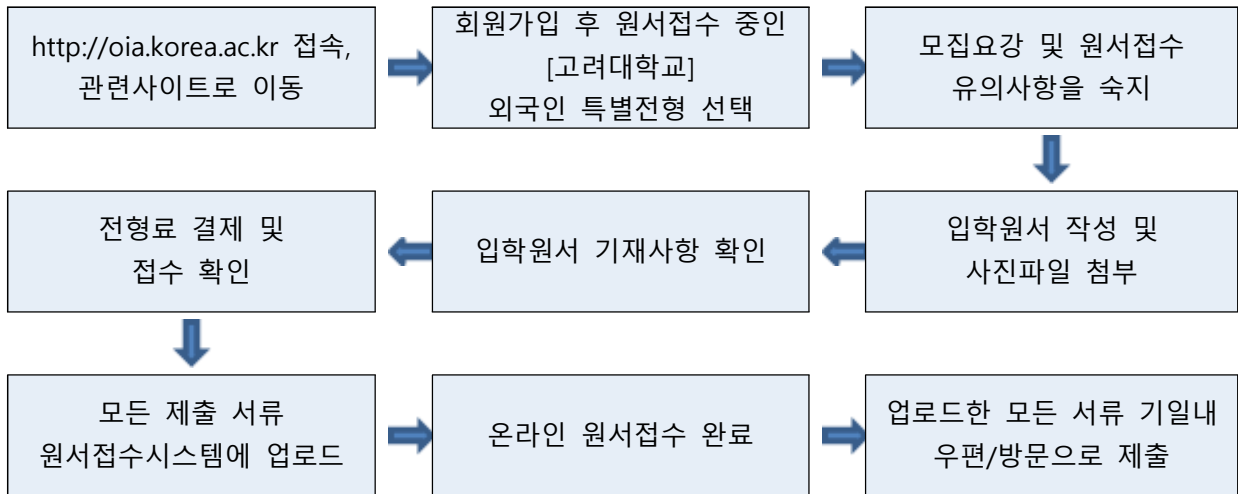 http://oia.korea.ac.kr 접속,
관련사이트로 이동
회원가입 후 원서접수 중인
[고려대학교]
외국인 특별전형 선택
모집요강 및 원서접수
유의사항을 숙지
입학원서 작성 및
사진파일 첨부
입학원서 기재사항 확인
전형료 결제 및
접수 확인
모든 제출 서류
원서접수시스템에 업로드
온라인 원서접수 완료
업로드한 모든 서류 기일내
우편/방문으로 제출